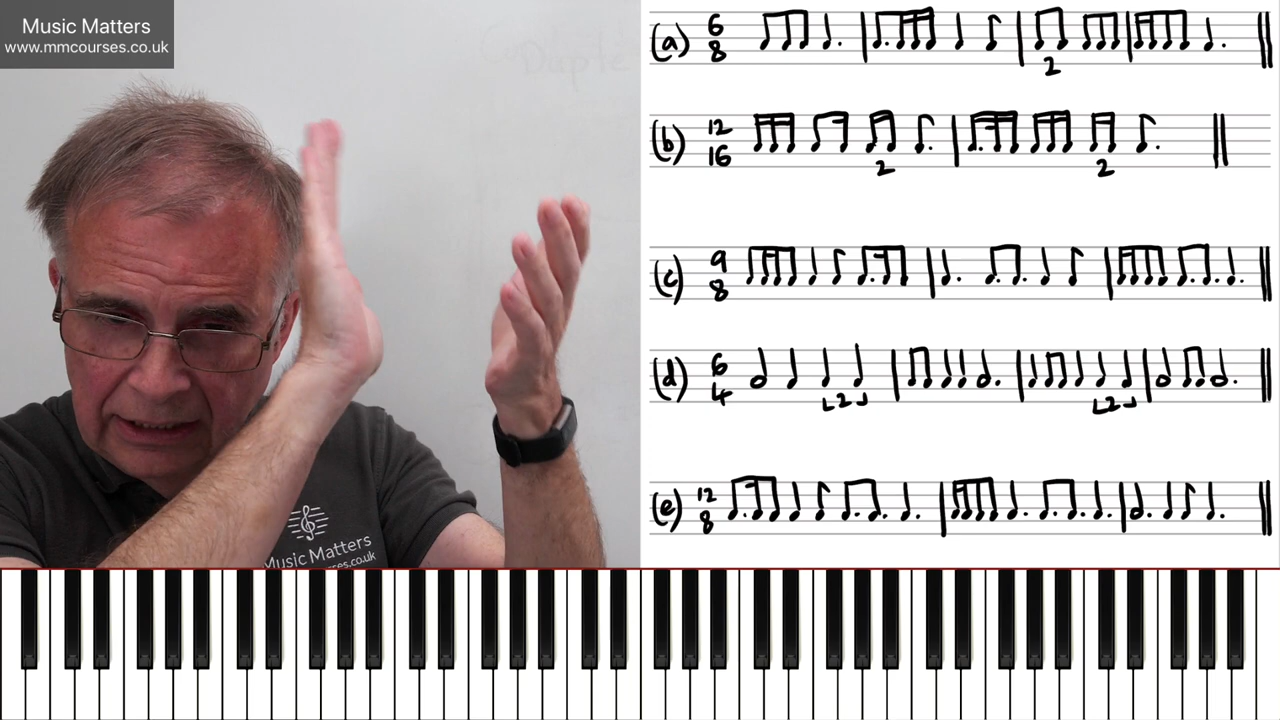 Music Matters
www.mmcourses.co.uk
(a) 6 8 2
(b) 12 16 2 2
(c) 9 8
(d) 6 4 2 2
(e) 12 8
Music Matters